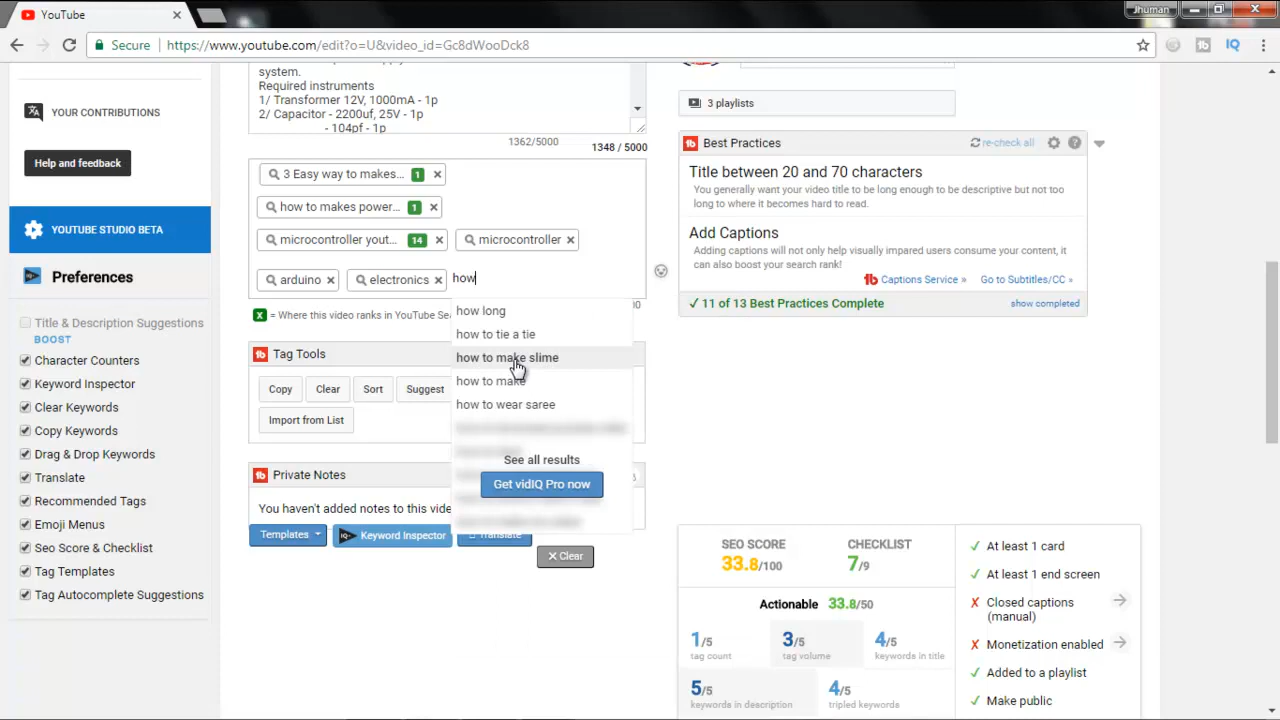 YouTube
Jhuman
Secure
https://www.youtube.com/edit?o=U&video_id=Gc8dWooDck8
IQ
YOUR CONTRIBUTIONS
Help and feedback
YOUTUBE STUDIO BETA
Preferences
Title & Description Suggestions
BOOST
Character Counters
Keyword Inspector
Clear Keywords
Copy Keywords
Drag & Drop Keywords
Translate
Recommended Tags
Emoji Menus
Seo Score & Checklist
Tag Templates
Tag Autocomplete Suggestions
system.
Required instruments
1/ Transformer 12V, 1000mA - 1p
2/ Capacitor - 2200uf, 25V - 1p
- 104pf - 1p
1362/5000
1348 / 5000
3 Easy way to makes... 1
how to makes power... 1
microcontroller yout... 14
microcontroller
arduino
electronics
how
X = Where this video ranks in YouTube Se
how long
how to tie a tie
how to make slime
how to make
how to wear saree
See all results
Get vidIQ Pro now
Tag Tools
Copy
Clear
Sort
Suggest
Import from List
Private Notes
You haven't added notes to this vide
Templates
Keyword Inspector
Translate
Clear
3 playlists
Best Practices
re-check all
Title between 20 and 70 characters
You generally want your video title to be long enough to be descriptive but not too
long to where it becomes hard to read.
Add Captions
Adding captions will not only help visually impared users consume your content, it
can also boost your search rank!
Captions Service »
Go to Subtitles/CC »
11 of 13 Best Practices Complete
show completed
SEO SCORE
33.8/100
CHECKLIST
7/9
Actionable 33.8/50
1/5
tag count
3/5
tag volume
4/5
keywords in title
5/5
keywords in description
4/5
tripled keywords
At least 1 card
At least 1 end screen
Closed captions
(manual)
Monetization enabled
Added to a playlist
Make public